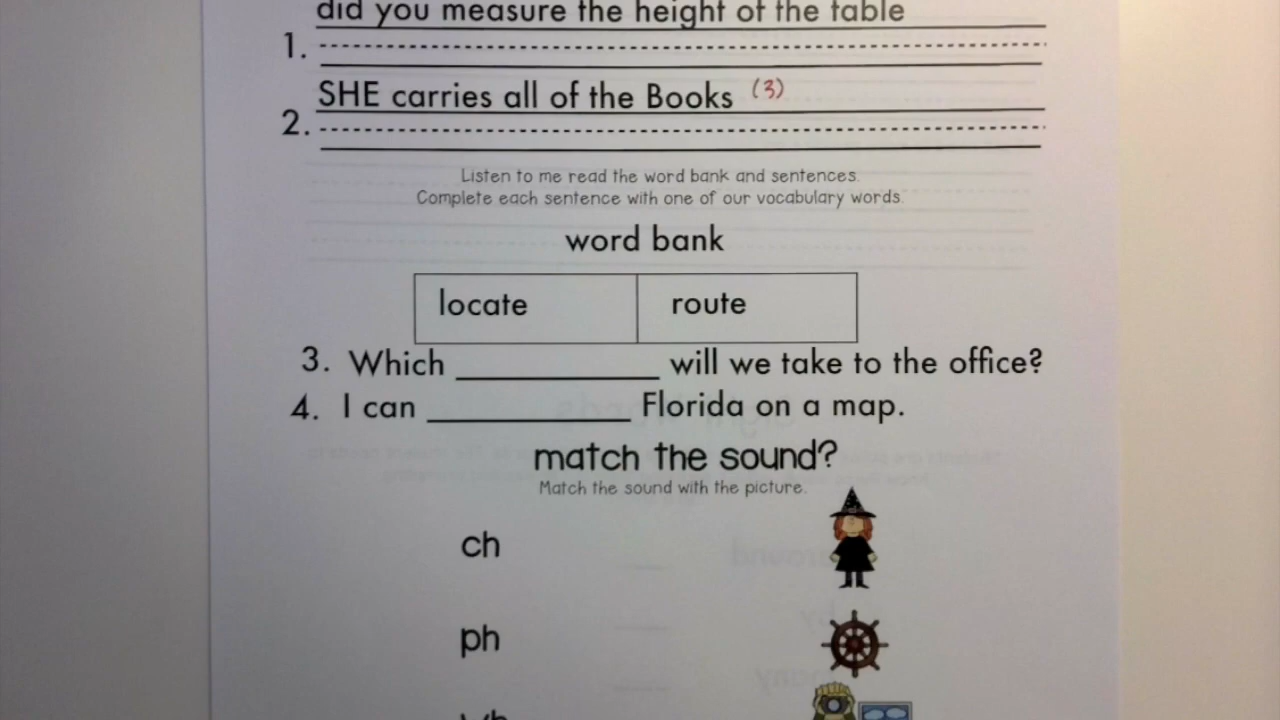 did you measure the height of the table
1.
SHE carries all of the Books (3)
2.
Listen to me read the word bank and sentences.
Complete each sentence with one of our vocabulary words.
word bank
locate route
3. Which __________ will we take to the office?
4. I can __________ Florida on a map.
match the sound?
Match the sound with the picture.
ch
ph